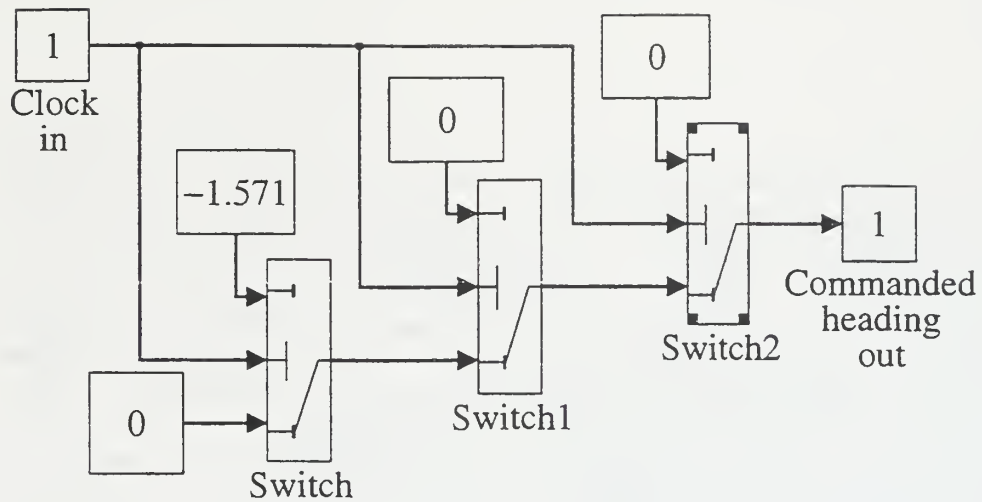 1
Clock
in
0
0
−1.571
0
1
Commanded
heading
out
Switch2
Switch1
Switch